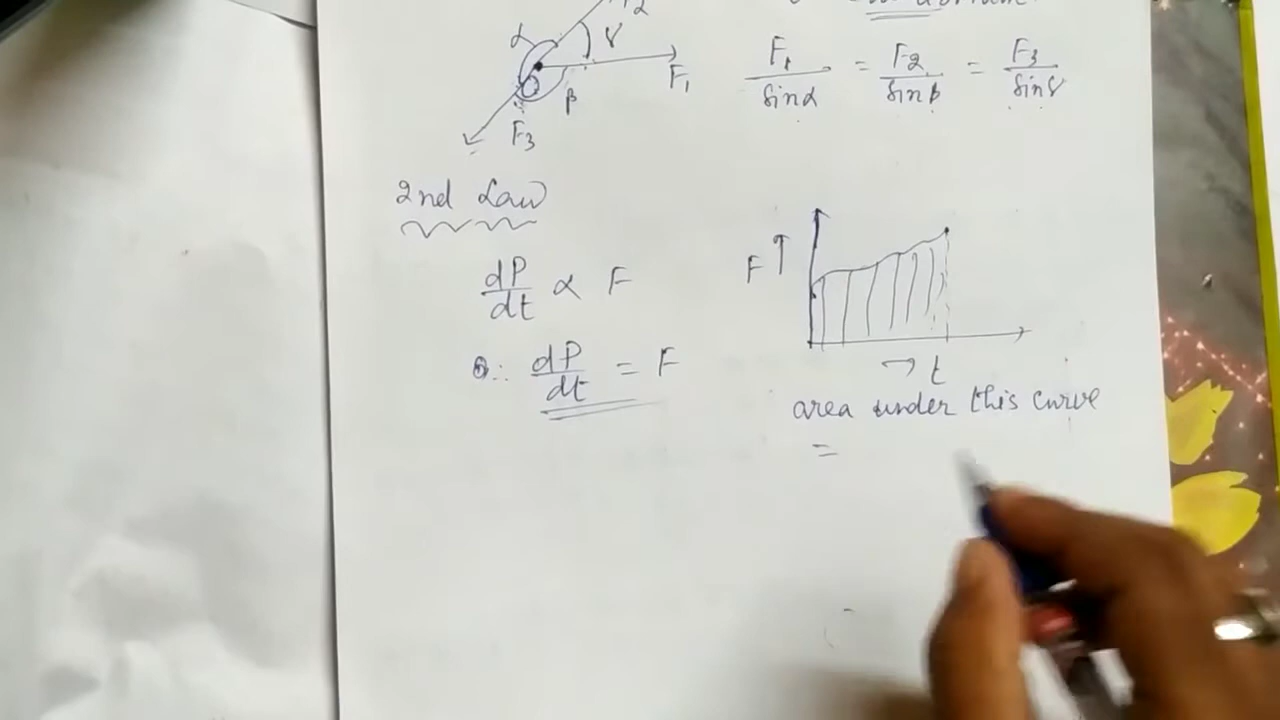 α γ
F₁
β
F₃
F₁/sinα = F₂/sinβ = F₃/sinγ
2nd Law
dP/dt ∝ F
∴ dP/dt = F
F ↑
→ t
area under this curve
=